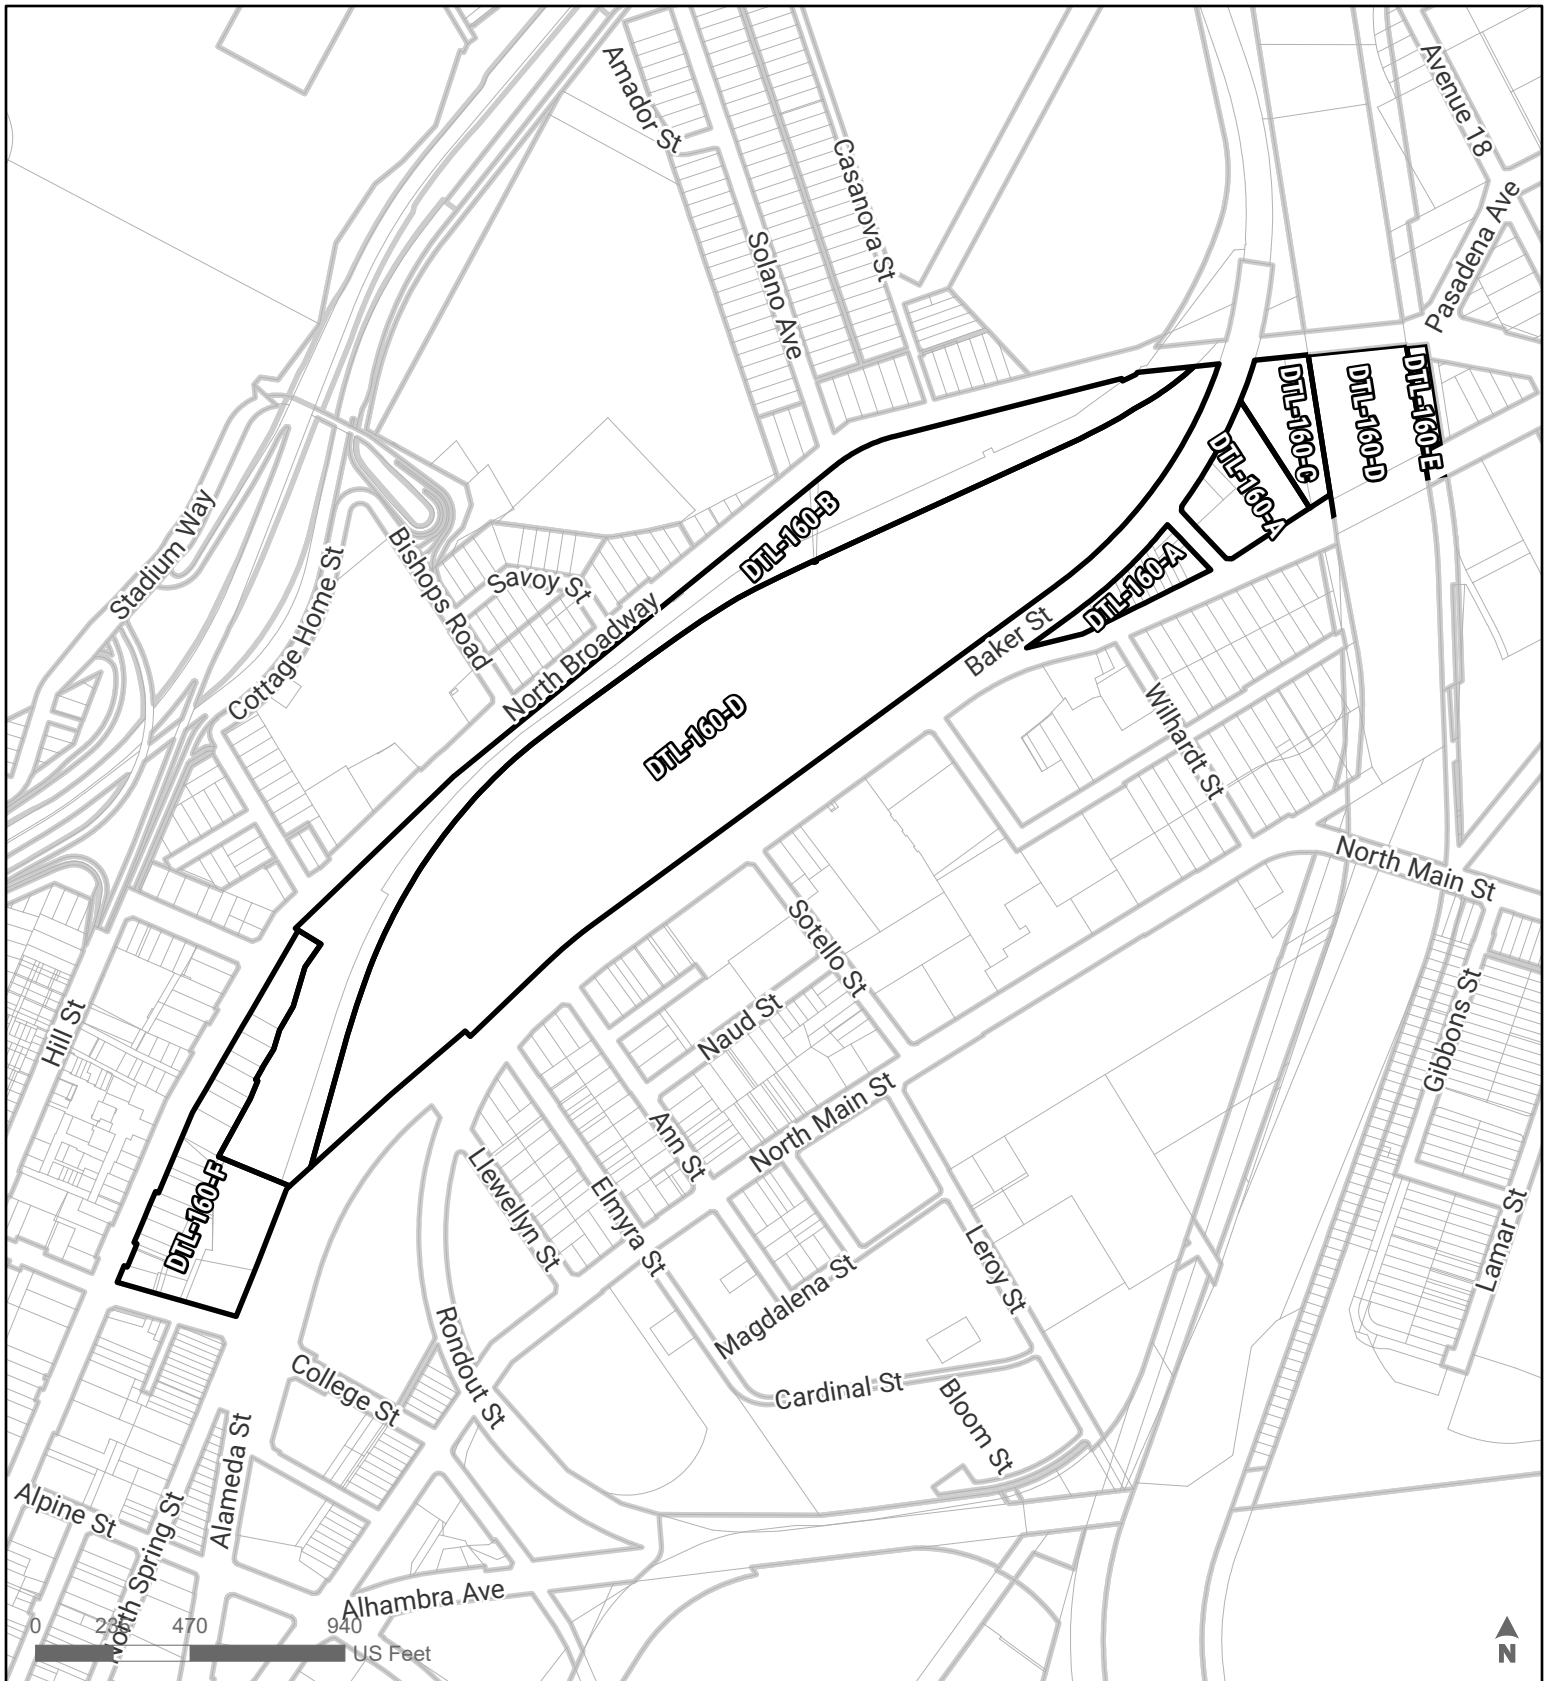 Amador St
Avenue 18
Casanova St
Pasadena Ave
Solano Ave
DTL-160-C
DTL-160-D
DTL-160-E
DTL-160-A
DTL-160-B
Stadium Way
Bishops Road
Savoy St
DTL-160-A
Cottage Home St
North Broadway
Baker St
DTL-160-D
Wilhardt St
North Main St
Sotello St
Hill St
Naud St
Gibbons St
North Main St
Ann St
Llewellyn St
Elmyra St
DTL-160-F
Leroy St
Lamar St
Magdalena St
Rondout St
College St
Cardinal St
Bloom St
Alameda St
Alpine St
North Spring St
Alhambra Ave
0 235 470 940
US Feet
N